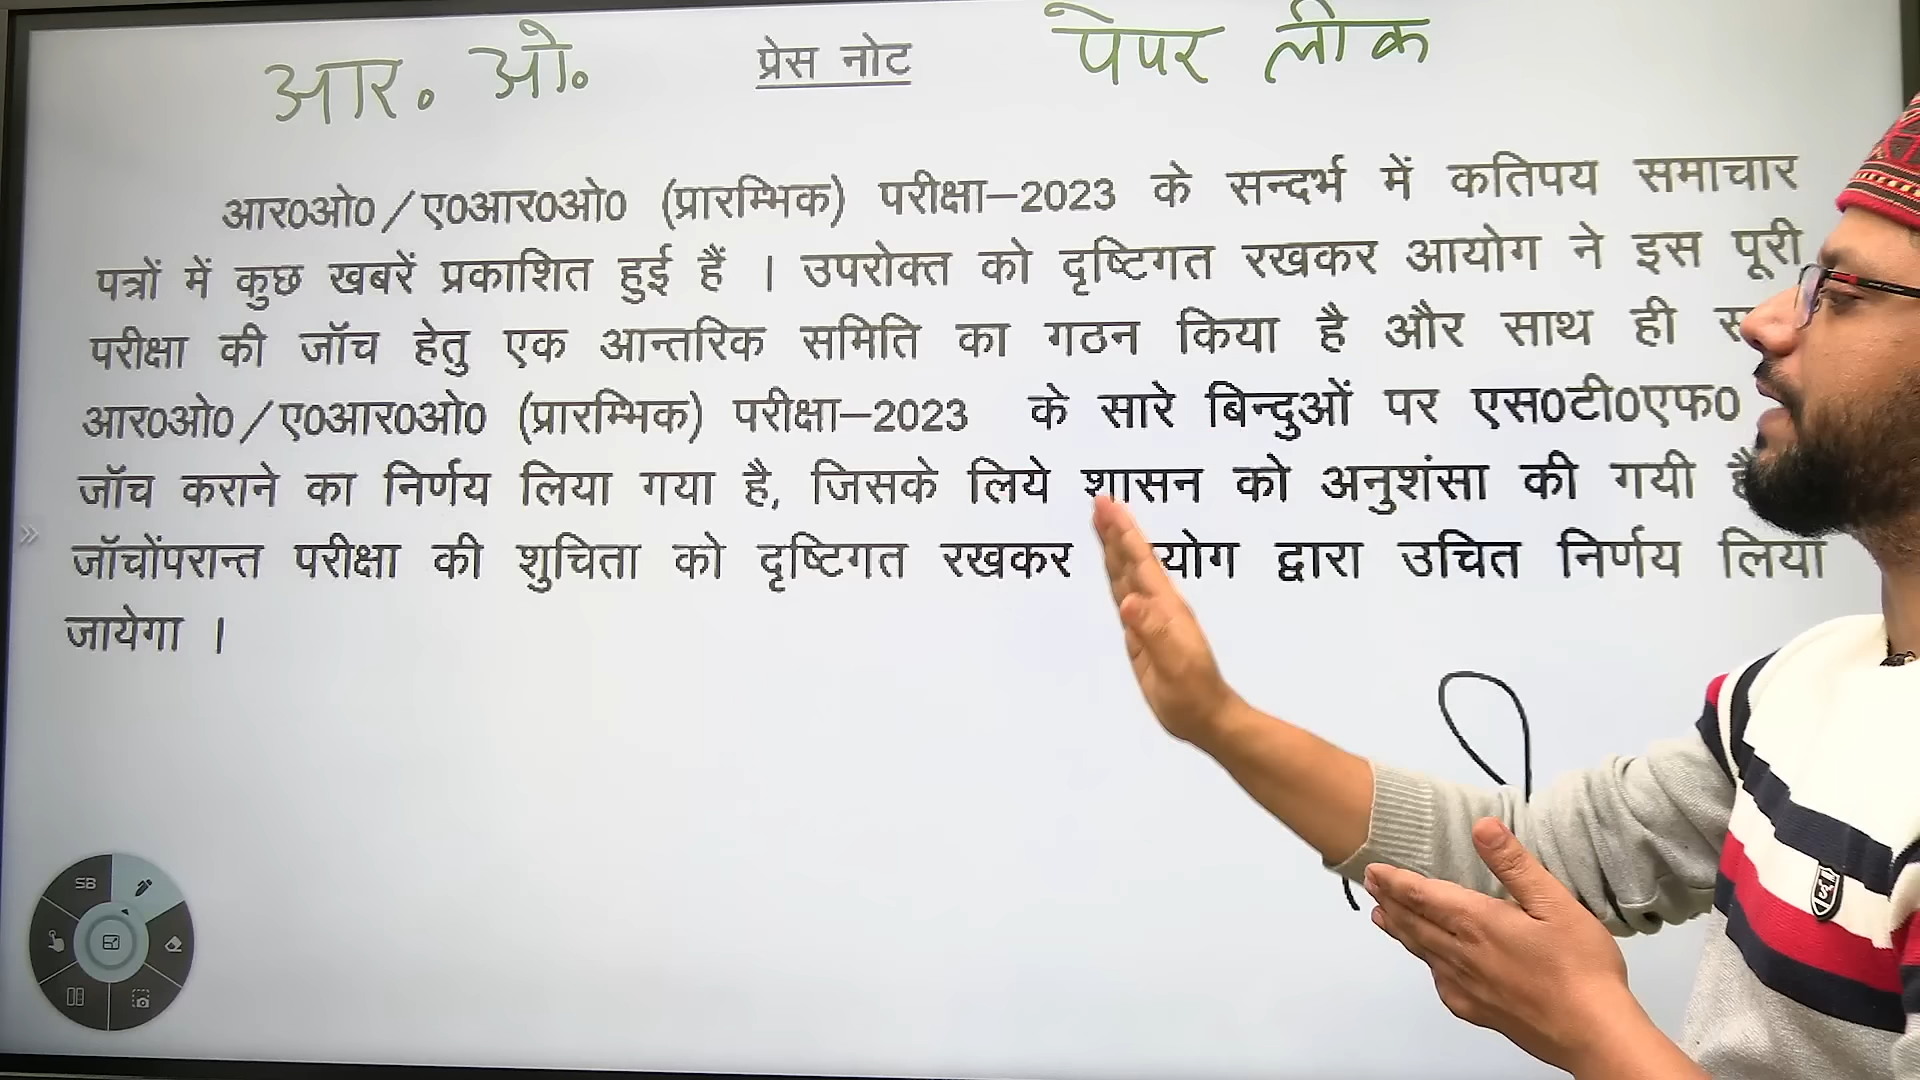 आर. ओ. प्रेस नोट पेपर लीक
आर0ओ0/ए0आर0ओ0 (प्रारम्भिक) परीक्षा–2023 के सन्दर्भ में कतिपय समाचार
पत्रों में कुछ खबरें प्रकाशित हुई हैं । उपरोक्त को दृष्टिगत रखकर आयोग ने इस पूरी
परीक्षा की जॉच हेतु एक आन्तरिक समिति का गठन किया है और साथ ही
आर0ओ0/ए0आर0ओ0 (प्रारम्भिक) परीक्षा–2023 के सारे बिन्दुओं पर एस0टी0एफ0
जॉच कराने का निर्णय लिया गया है, जिसके लिये शासन को अनुशंसा की गयी
जॉचोंपरान्त परीक्षा की शुचिता को दृष्टिगत रखकर द्वारा उचित निर्णय लिया
जायेगा ।
SB